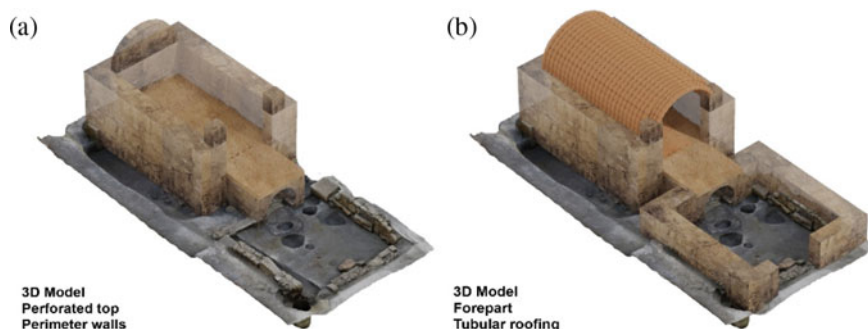 (a)
(b)
3D Model
Perforated top
Perimeter walls
3D Model
Forepart
Tubular roofing